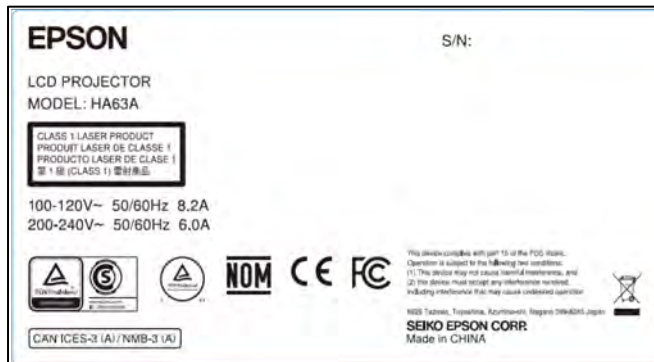 EPSON
S/N:
LCD PROJECTOR
MODEL: HA63A
CLASS 1 LASER PRODUCT
PRODUIT LASER DE CLASSE 1
PRODUCTO LASER DE CLASE 1
第 1 級 (CLASS 1) 雷射產品
100-120V~ 50/60Hz 8.2A
200-240V~ 50/60Hz 6.0A
NOM CE FC
This device complies with part 15 of the FCC Rules.
Operation is subject to the following two conditions:
(1) This device may not cause harmful interference, and
(2) this device must accept any interference received,
including interference that may cause undesired operation.
SEIKO EPSON CORP.
Made in CHINA
CAN ICES-3 (A)/NMB-3 (A)